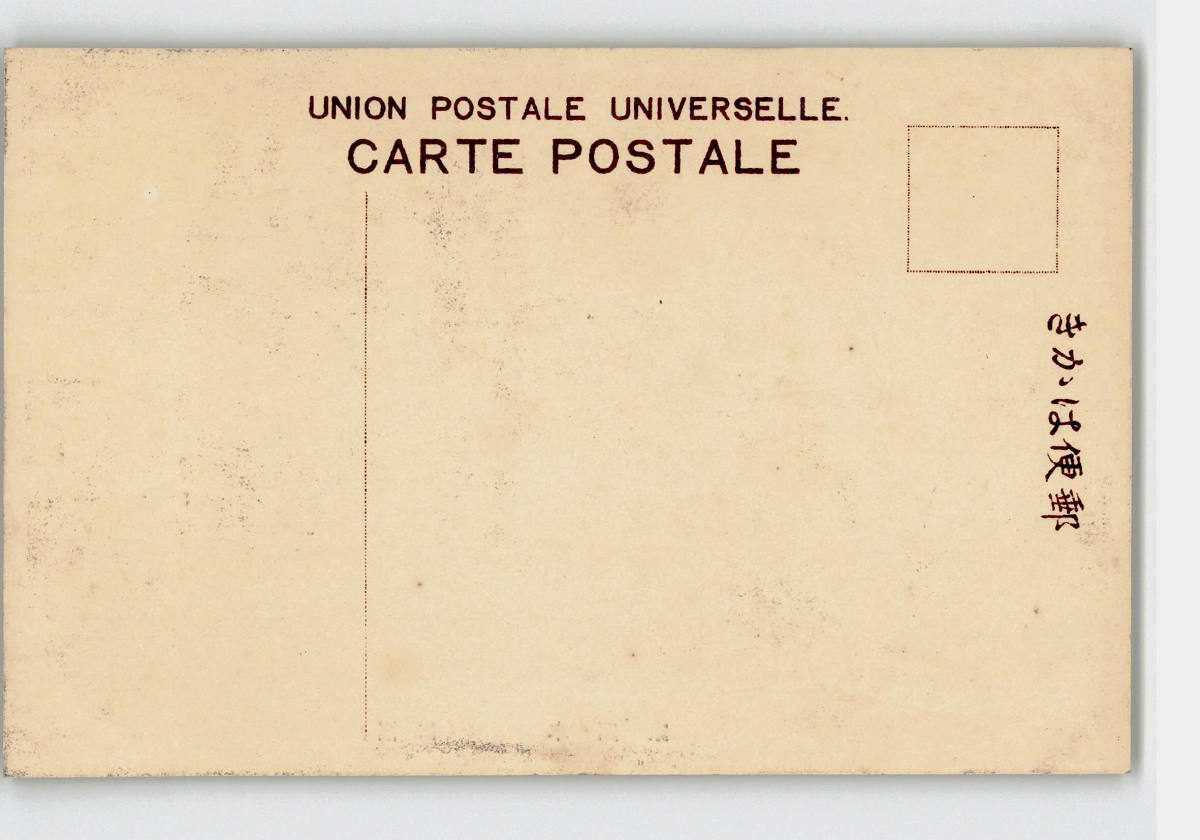 UNION POSTALE UNIVERSELLE.
CARTE POSTALE
郵便はかき